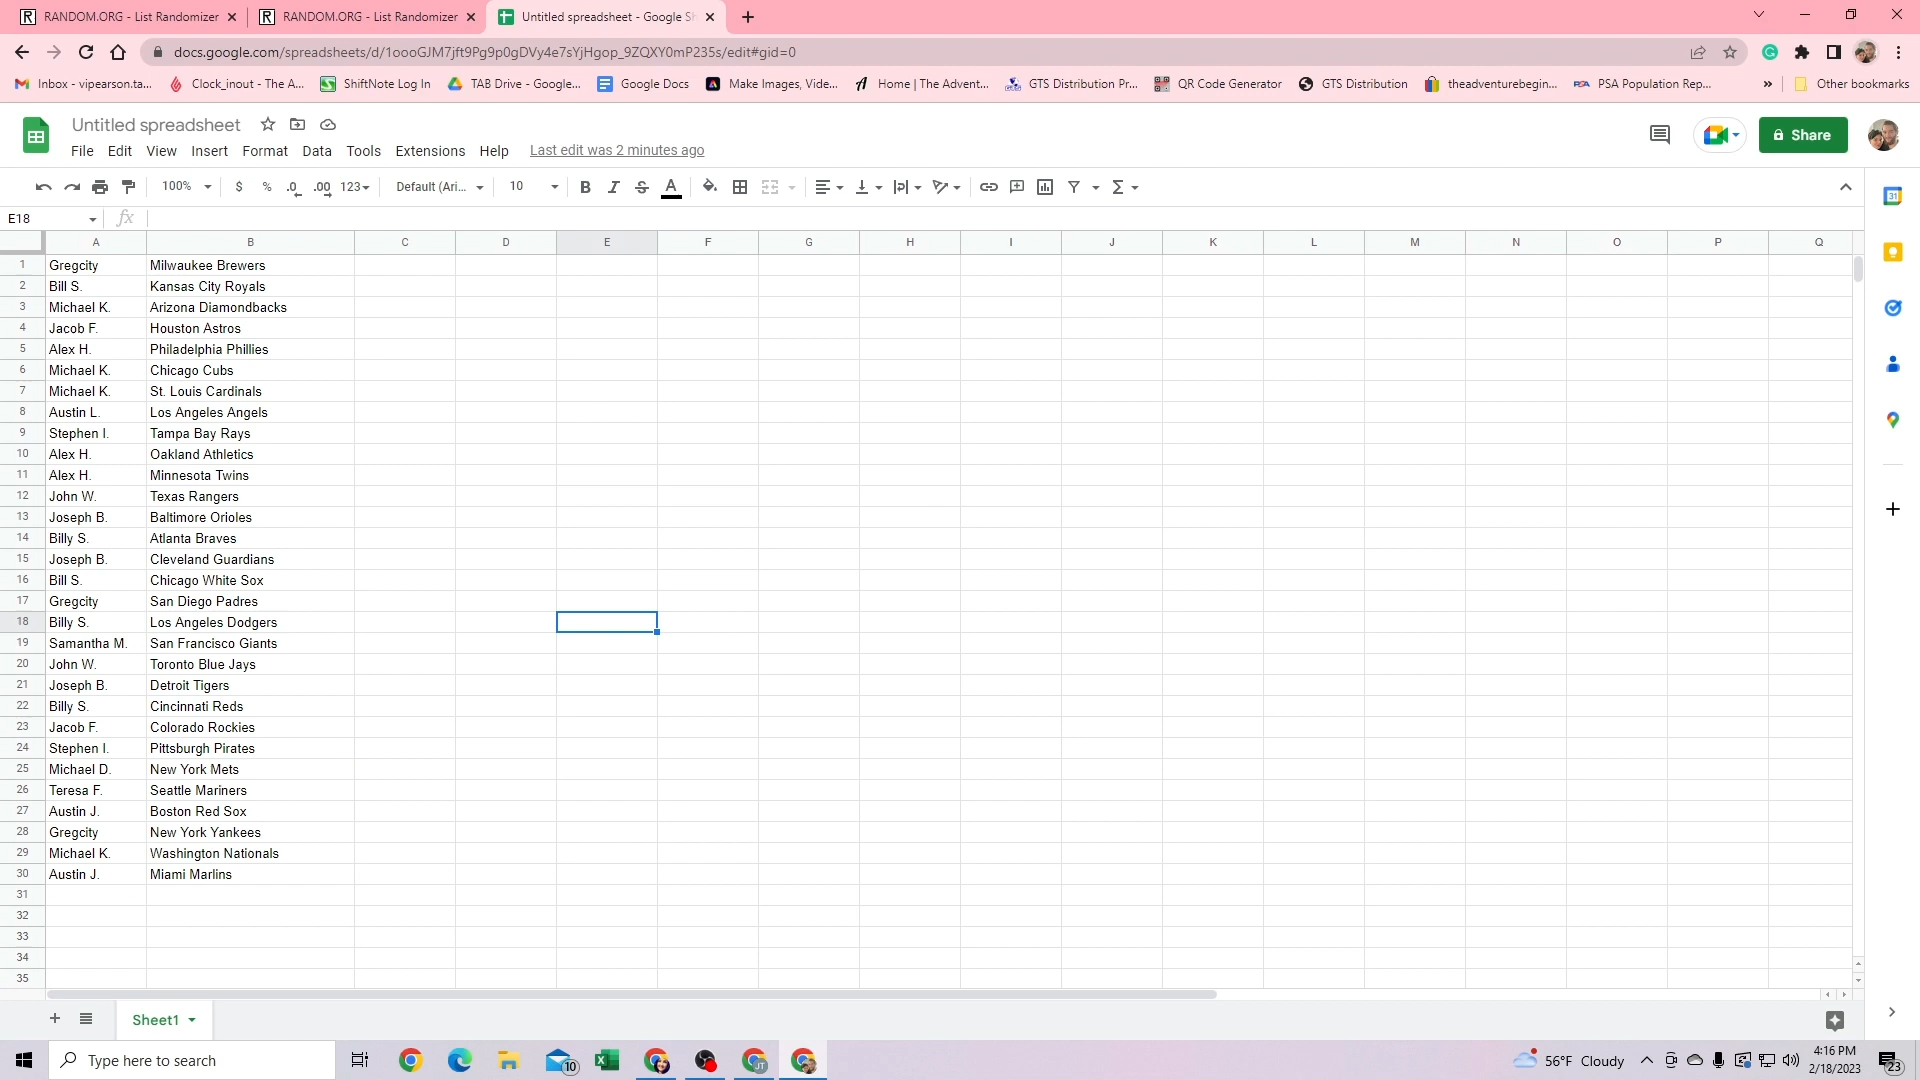 RANDOM.ORG - List Randomizer
RANDOM.ORG - List Randomizer
Untitled spreadsheet - Google Sh
docs.google.com/spreadsheets/d/1oooGJM7jft9Pg9p0gDVy4e7sYjHgop_9ZQXY0mP235s/edit#gid=0
Inbox - vipearson.ta...
Clock_inout - The A...
ShiftNote Log In
TAB Drive - Google...
Google Docs
Make Images, Vide...
Home | The Advent...
GTS Distribution Pr...
QR Code Generator
GTS Distribution
theadventurebegin...
PSA Population Rep...
»
Other bookmarks
Untitled spreadsheet
Share
File Edit View Insert Format Data Tools Extensions Help Last edit was 2 minutes ago
100% $ % .0 .00 123 Default (Ari... 10 B I S A Σ
E18 fx
A B C D E F G H I J K L M N O P Q
1 Gregcity Milwaukee Brewers
2 Bill S. Kansas City Royals
3 Michael K. Arizona Diamondbacks
4 Jacob F. Houston Astros
5 Alex H. Philadelphia Phillies
6 Michael K. Chicago Cubs
7 Michael K. St. Louis Cardinals
8 Austin L. Los Angeles Angels
9 Stephen I. Tampa Bay Rays
10 Alex H. Oakland Athletics
11 Alex H. Minnesota Twins
12 John W. Texas Rangers
13 Joseph B. Baltimore Orioles
14 Billy S. Atlanta Braves
15 Joseph B. Cleveland Guardians
16 Bill S. Chicago White Sox
17 Gregcity San Diego Padres
18 Billy S. Los Angeles Dodgers
19 Samantha M. San Francisco Giants
20 John W. Toronto Blue Jays
21 Joseph B. Detroit Tigers
22 Billy S. Cincinnati Reds
23 Jacob F. Colorado Rockies
24 Stephen I. Pittsburgh Pirates
25 Michael D. New York Mets
26 Teresa F. Seattle Mariners
27 Austin J. Boston Red Sox
28 Gregcity New York Yankees
29 Michael K. Washington Nationals
30 Austin J. Miami Marlins
31
32
33
34
35
Sheet1
Type here to search
10
56°F Cloudy
4:16 PM
2/18/2023
23